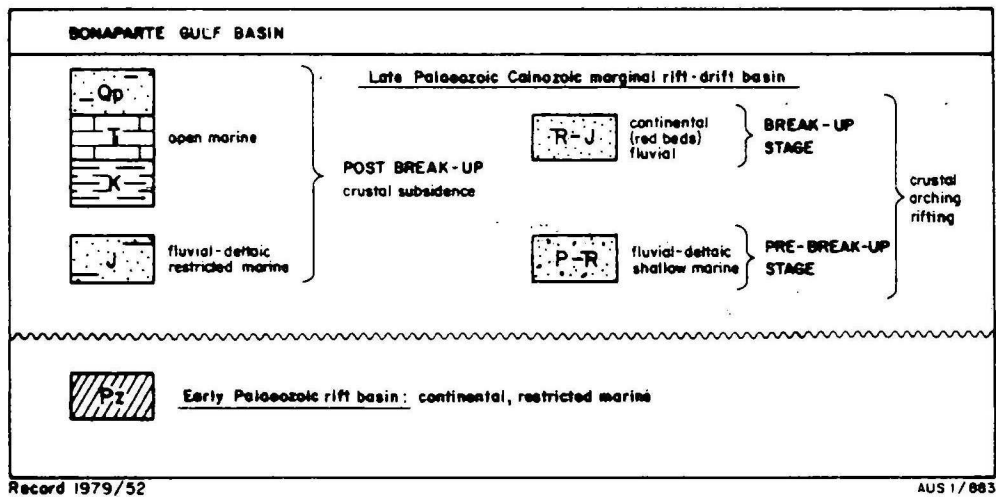 BONAPARTE GULF BASIN
Late Palaeozoic Cainozoic marginal rift-drift basin
Qp
T
K
open marine
J
fluvial-deltaic
restricted marine
POST BREAK-UP
crustal subsidence
R-J
continental
(red beds)
fluvial
BREAK-UP
STAGE
P-R
fluvial-deltaic
shallow marine
PRE-BREAK-UP
STAGE
crustal
arching
rifting
Pz
Early Palaeozoic rift basin: continental, restricted marine
Record 1979/52
AUS 1/883